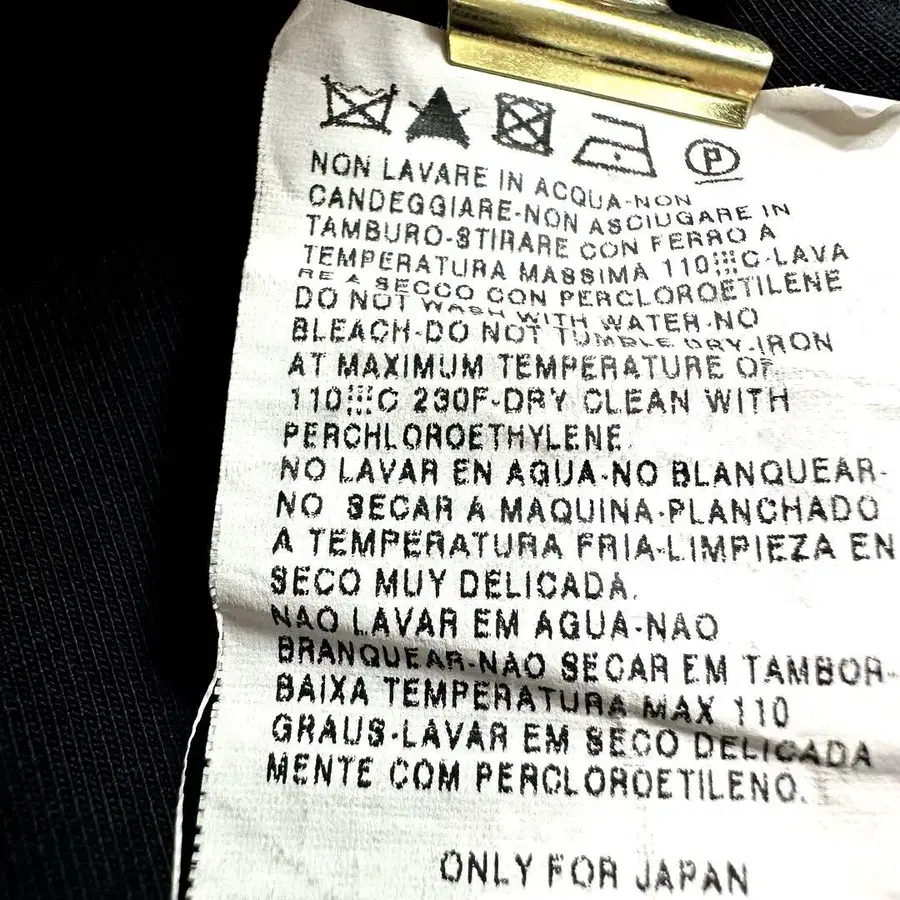 P
NON LAVARE IN ACQUA-NON
CANDEGGIARE-NON ASCIUGARE IN
TAMBURO-STIRARE CON FERRO A
TEMPERATURA MASSIMA 110░C-LAVA
RE A SECCO CON PERCLOROETILENE
DO NOT WASH WITH WATER-NO
BLEACH-DO NOT TUMBLE DRY-IRON
AT MAXIMUM TEMPERATURE OF
110░C 230F-DRY CLEAN WITH
PERCHLOROETHYLENE.
NO LAVAR EN AGUA-NO BLANQUEAR-
NO SECAR A MAQUINA-PLANCHADO
A TEMPERATURA FRIA-LIMPIEZA EN
SECO MUY DELICADA.
NAO LAVAR EM AGUA-NAO
BRANQUEAR-NAO SECAR EM TAMBOR-
BAIXA TEMPERATURA MAX 110
GRAUS-LAVAR EM SECO DELICADA
MENTE COM PERCLOROETILENO.
ONLY FOR JAPAN